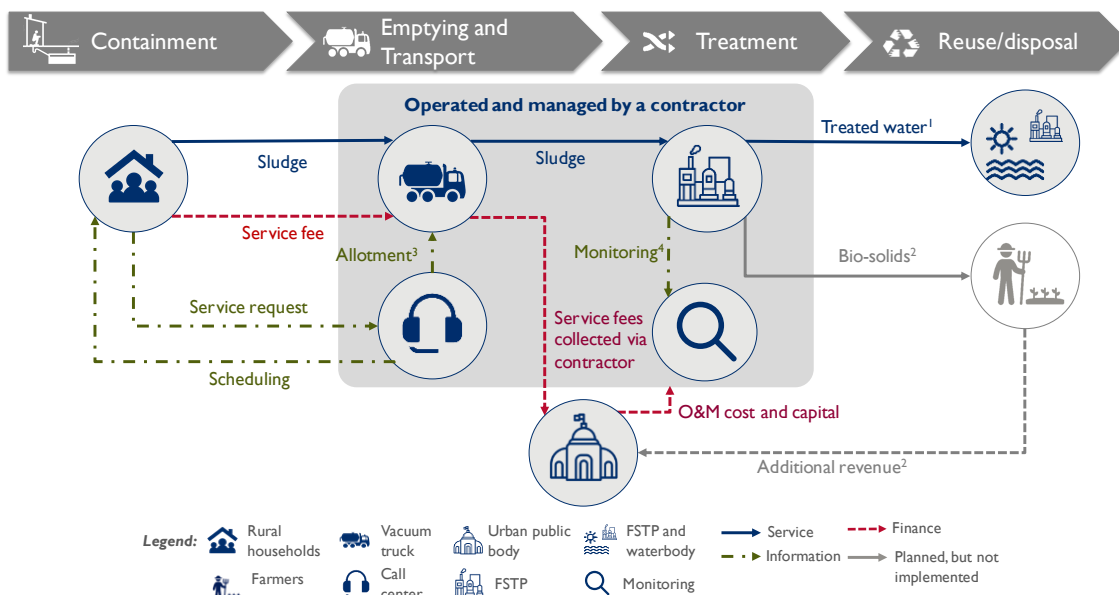 Containment
Emptying and
Transport
Treatment
Reuse/disposal
Operated and managed by a contractor
Treated water1
Sludge
Sludge
Service fee
Allotment3
Monitoring4
Bio-solids2
Service request
Service fees
collected via
contractor
Scheduling
O&M cost and capital
Additional revenue2
Legend:
Rural
households
Vacuum
truck
Urban public
body
FSTP and
waterbody
Service
Finance
Information
Planned, but not
implemented
Farmers
Call
center
FSTP
Monitoring